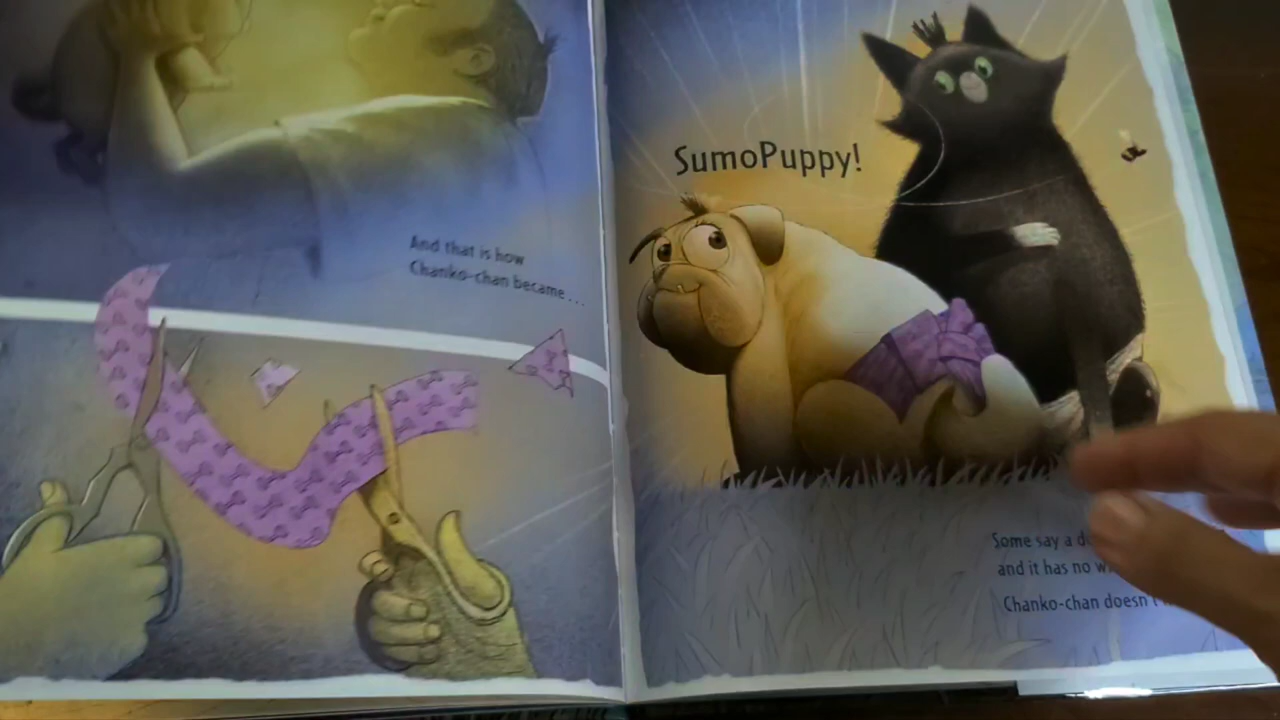 And that is how
Chanko-chan became...
SumoPuppy!
Some say a
and it has no
Chanko-chan doesn't